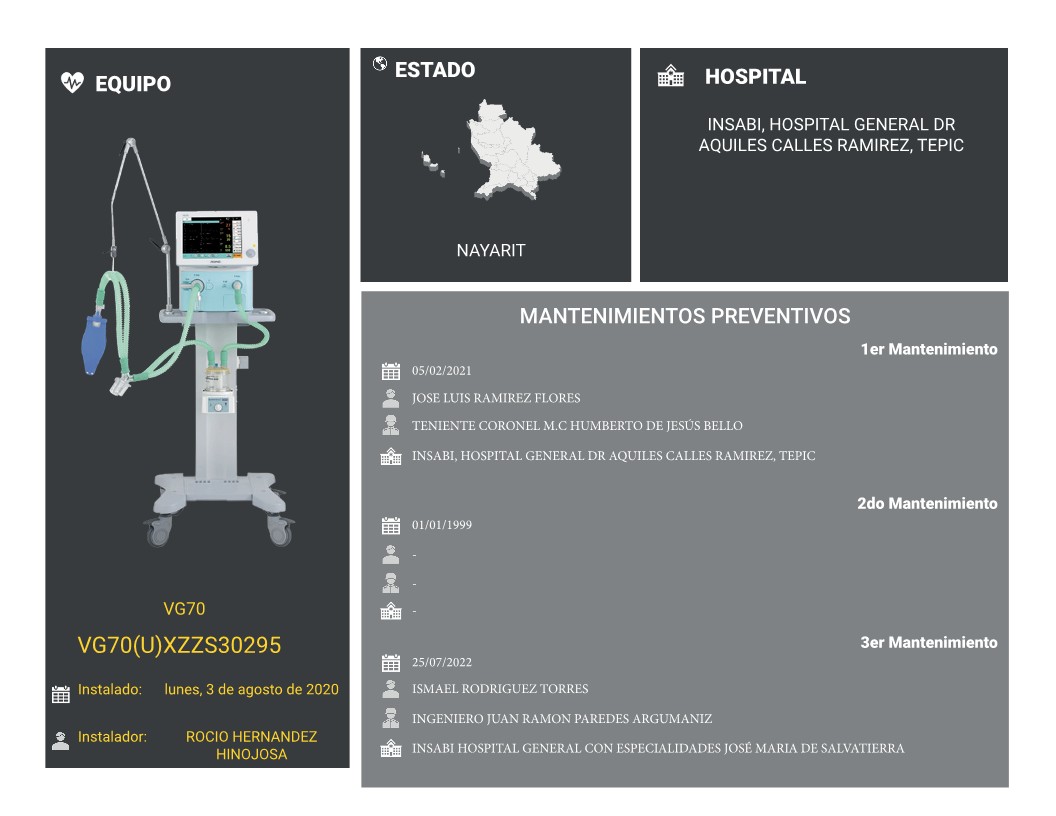 EQUIPO
VG70
VG70(U)XZZS30295
Instalado: lunes, 3 de agosto de 2020
Instalador: ROCIO HERNANDEZ
HINOJOSA
ESTADO
NAYARIT
HOSPITAL
INSABI, HOSPITAL GENERAL DR
AQUILES CALLES RAMIREZ, TEPIC
MANTENIMIENTOS PREVENTIVOS
1er Mantenimiento
05/02/2021
JOSE LUIS RAMIREZ FLORES
TENIENTE CORONEL M.C HUMBERTO DE JESÚS BELLO
INSABI, HOSPITAL GENERAL DR AQUILES CALLES RAMIREZ, TEPIC
2do Mantenimiento
01/01/1999
-
-
-
3er Mantenimiento
25/07/2022
ISMAEL RODRIGUEZ TORRES
INGENIERO JUAN RAMON PAREDES ARGUMANIZ
INSABI HOSPITAL GENERAL CON ESPECIALIDADES JOSÉ MARIA DE SALVATIERRA